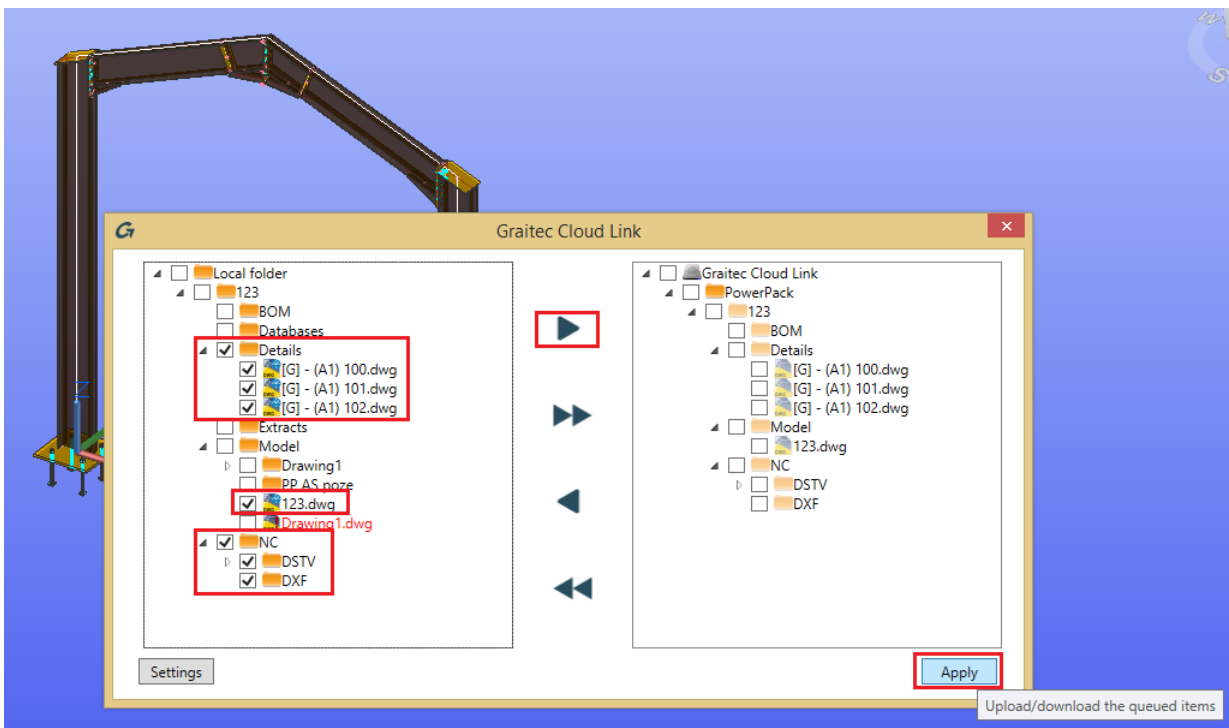 Graitec Cloud Link
Local folder
123
BOM
Databases
Details
[G] - (A1) 100.dwg
[G] - (A1) 101.dwg
[G] - (A1) 102.dwg
Extracts
Model
Drawing1
PP AS poze
123.dwg
Drawing1.dwg
NC
DSTV
DXF
Graitec Cloud Link
PowerPack
123
BOM
Details
[G] - (A1) 100.dwg
[G] - (A1) 101.dwg
[G] - (A1) 102.dwg
Model
123.dwg
NC
DSTV
DXF
Settings
Apply
Upload/download the queued items
Z
S